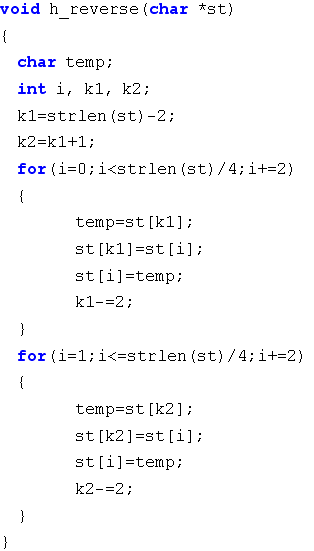 void h_reverse(char *st)
{
char temp;
int i, k1, k2;
k1=strlen(st)-2;
k2=k1+1;
for(i=0;i<strlen(st)/4;i+=2)
{
temp=st[k1];
st[k1]=st[i];
st[i]=temp;
k1-=2;
}
for(i=1;i<=strlen(st)/4;i+=2)
{
temp=st[k2];
st[k2]=st[i];
st[i]=temp;
k2-=2;
}
}